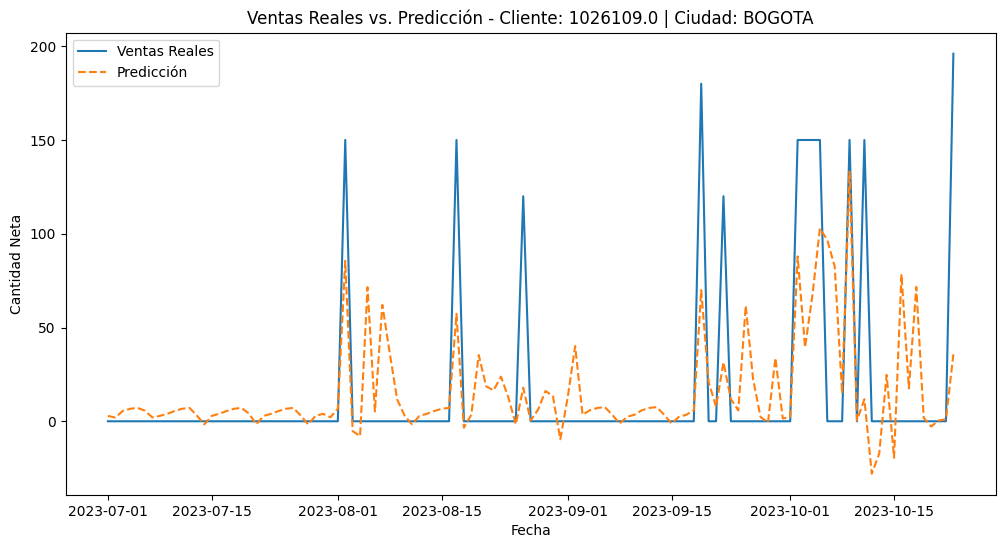 Ventas Reales vs. Predicción - Cliente: 1026109.0 | Ciudad: BOGOTA
Ventas Reales
Predicción
Cantidad Neta
200
150
100
50
0
2023-07-01 2023-07-15 2023-08-01 2023-08-15 2023-09-01 2023-09-15 2023-10-01 2023-10-15
Fecha